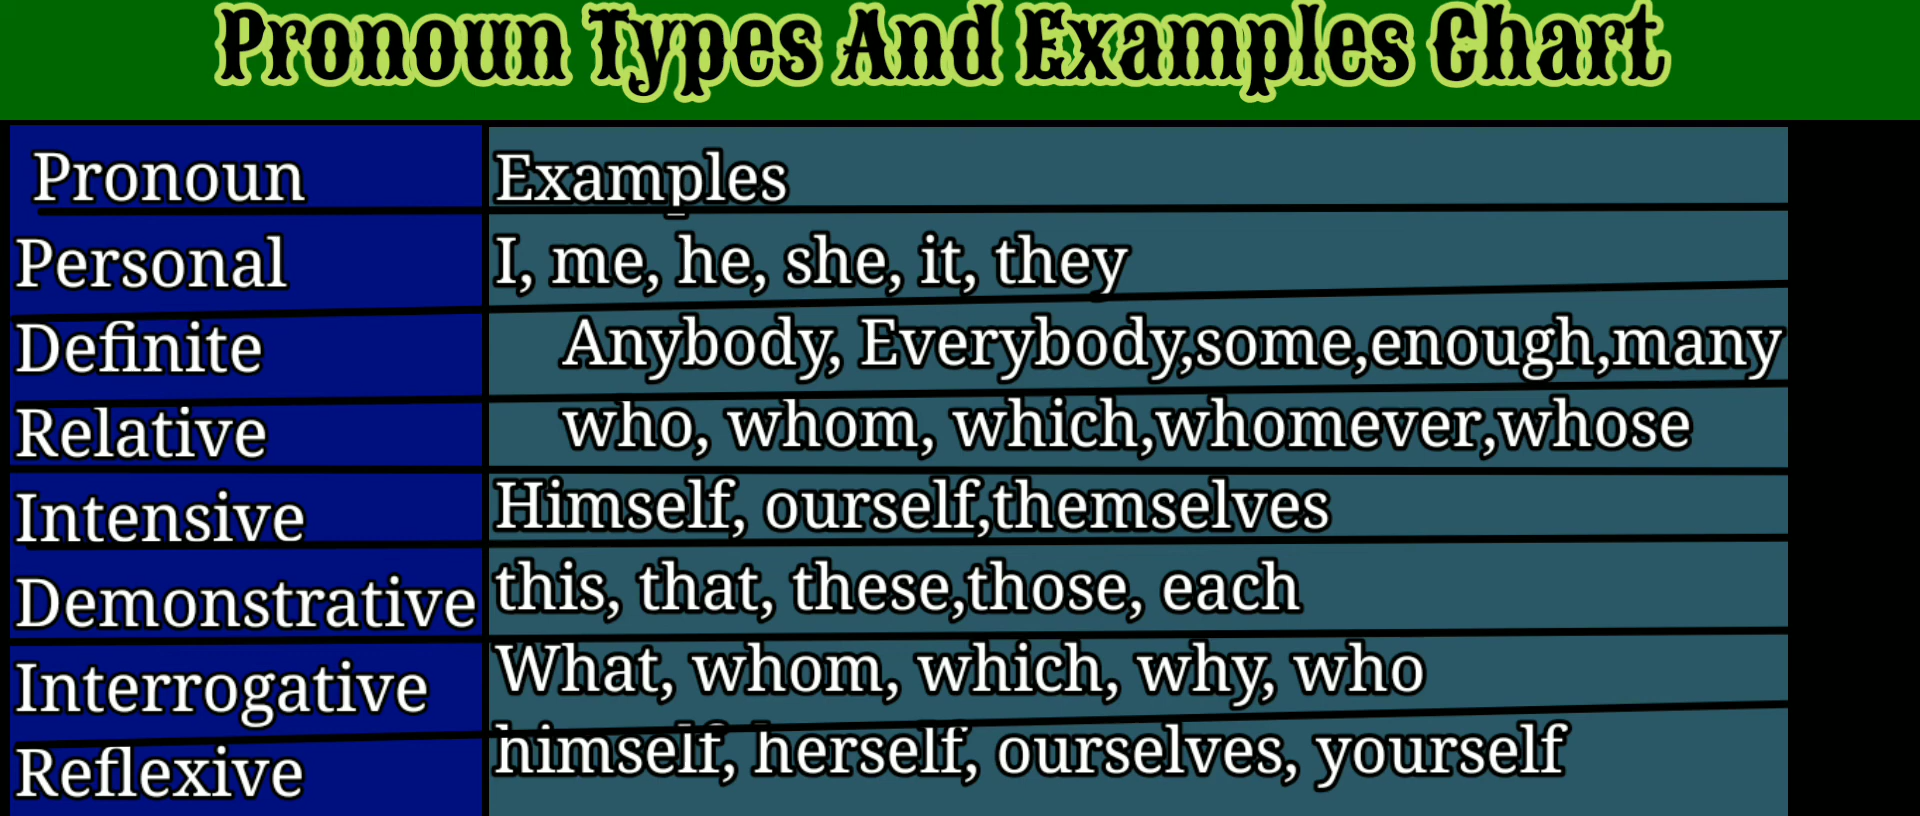 Pronoun Types And Examples Chart
Pronoun Examples
Personal I, me, he, she, it, they
Definite Anybody, Everybody,some,enough,many
Relative who, whom, which,whomever,whose
Intensive Himself, ourself,themselves
Demonstrative this, that, these,those, each
Interrogative What, whom, which, why, who
Reflexive himself, herself, ourselves, yourself